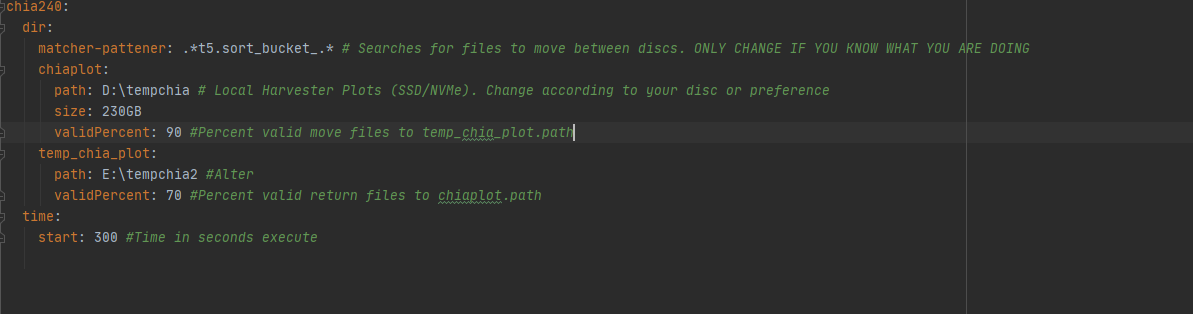 chia240:
  dir:
    matcher-pattener: .*t5.sort_bucket_.* # Searches for files to move between discs. ONLY CHANGE IF YOU KNOW WHAT YOU ARE DOING
    chiaplot:
      path: D:\tempchia # Local Harvester Plots (SSD/NVMe). Change according to your disc or preference
      size: 230GB
      validPercent: 90 #Percent valid move files to temp_chia_plot.path
    temp_chia_plot:
      path: E:\tempchia2 #Alter
      validPercent: 70 #Percent valid return files to chiaplot.path
  time:
    start: 300 #Time in seconds execute